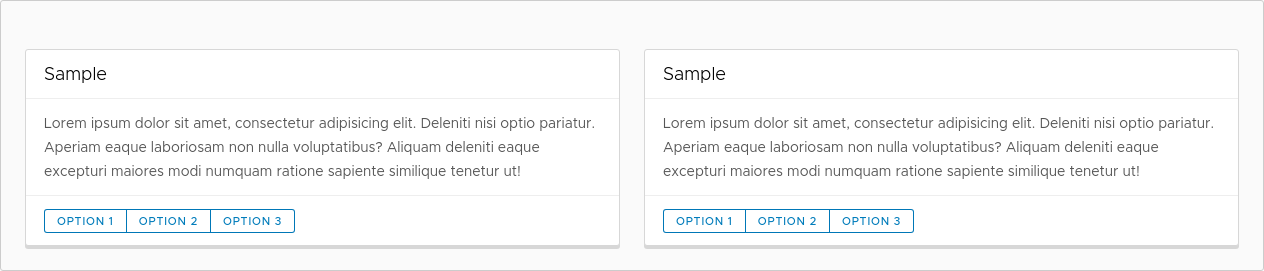 Sample
Lorem ipsum dolor sit amet, consectetur adipisicing elit. Deleniti nisi optio pariatur.
Aperiam eaque laboriosam non nulla voluptatibus? Aliquam deleniti eaque
excepturi maiores modi numquam ratione sapiente similique tenetur ut!
OPTION 1 OPTION 2 OPTION 3
Sample
Lorem ipsum dolor sit amet, consectetur adipisicing elit. Deleniti nisi optio pariatur.
Aperiam eaque laboriosam non nulla voluptatibus? Aliquam deleniti eaque
excepturi maiores modi numquam ratione sapiente similique tenetur ut!
OPTION 1 OPTION 2 OPTION 3